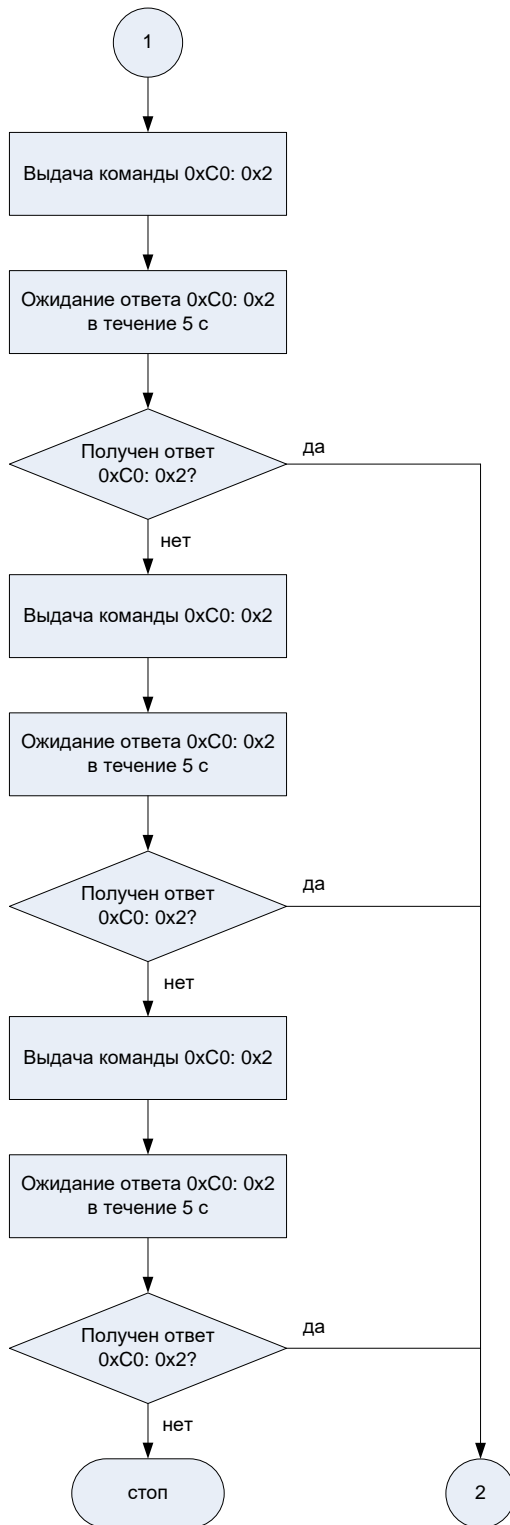 1
Выдача команды 0xC0: 0x2
Ожидание ответа 0xC0: 0x2
в течение 5 с
Получен ответ
0xC0: 0x2?
да
нет
Выдача команды 0xC0: 0x2
Ожидание ответа 0xC0: 0x2
в течение 5 с
Получен ответ
0xC0: 0x2?
да
нет
Выдача команды 0xC0: 0x2
Ожидание ответа 0xC0: 0x2
в течение 5 с
Получен ответ
0xC0: 0x2?
да
нет
стоп
2